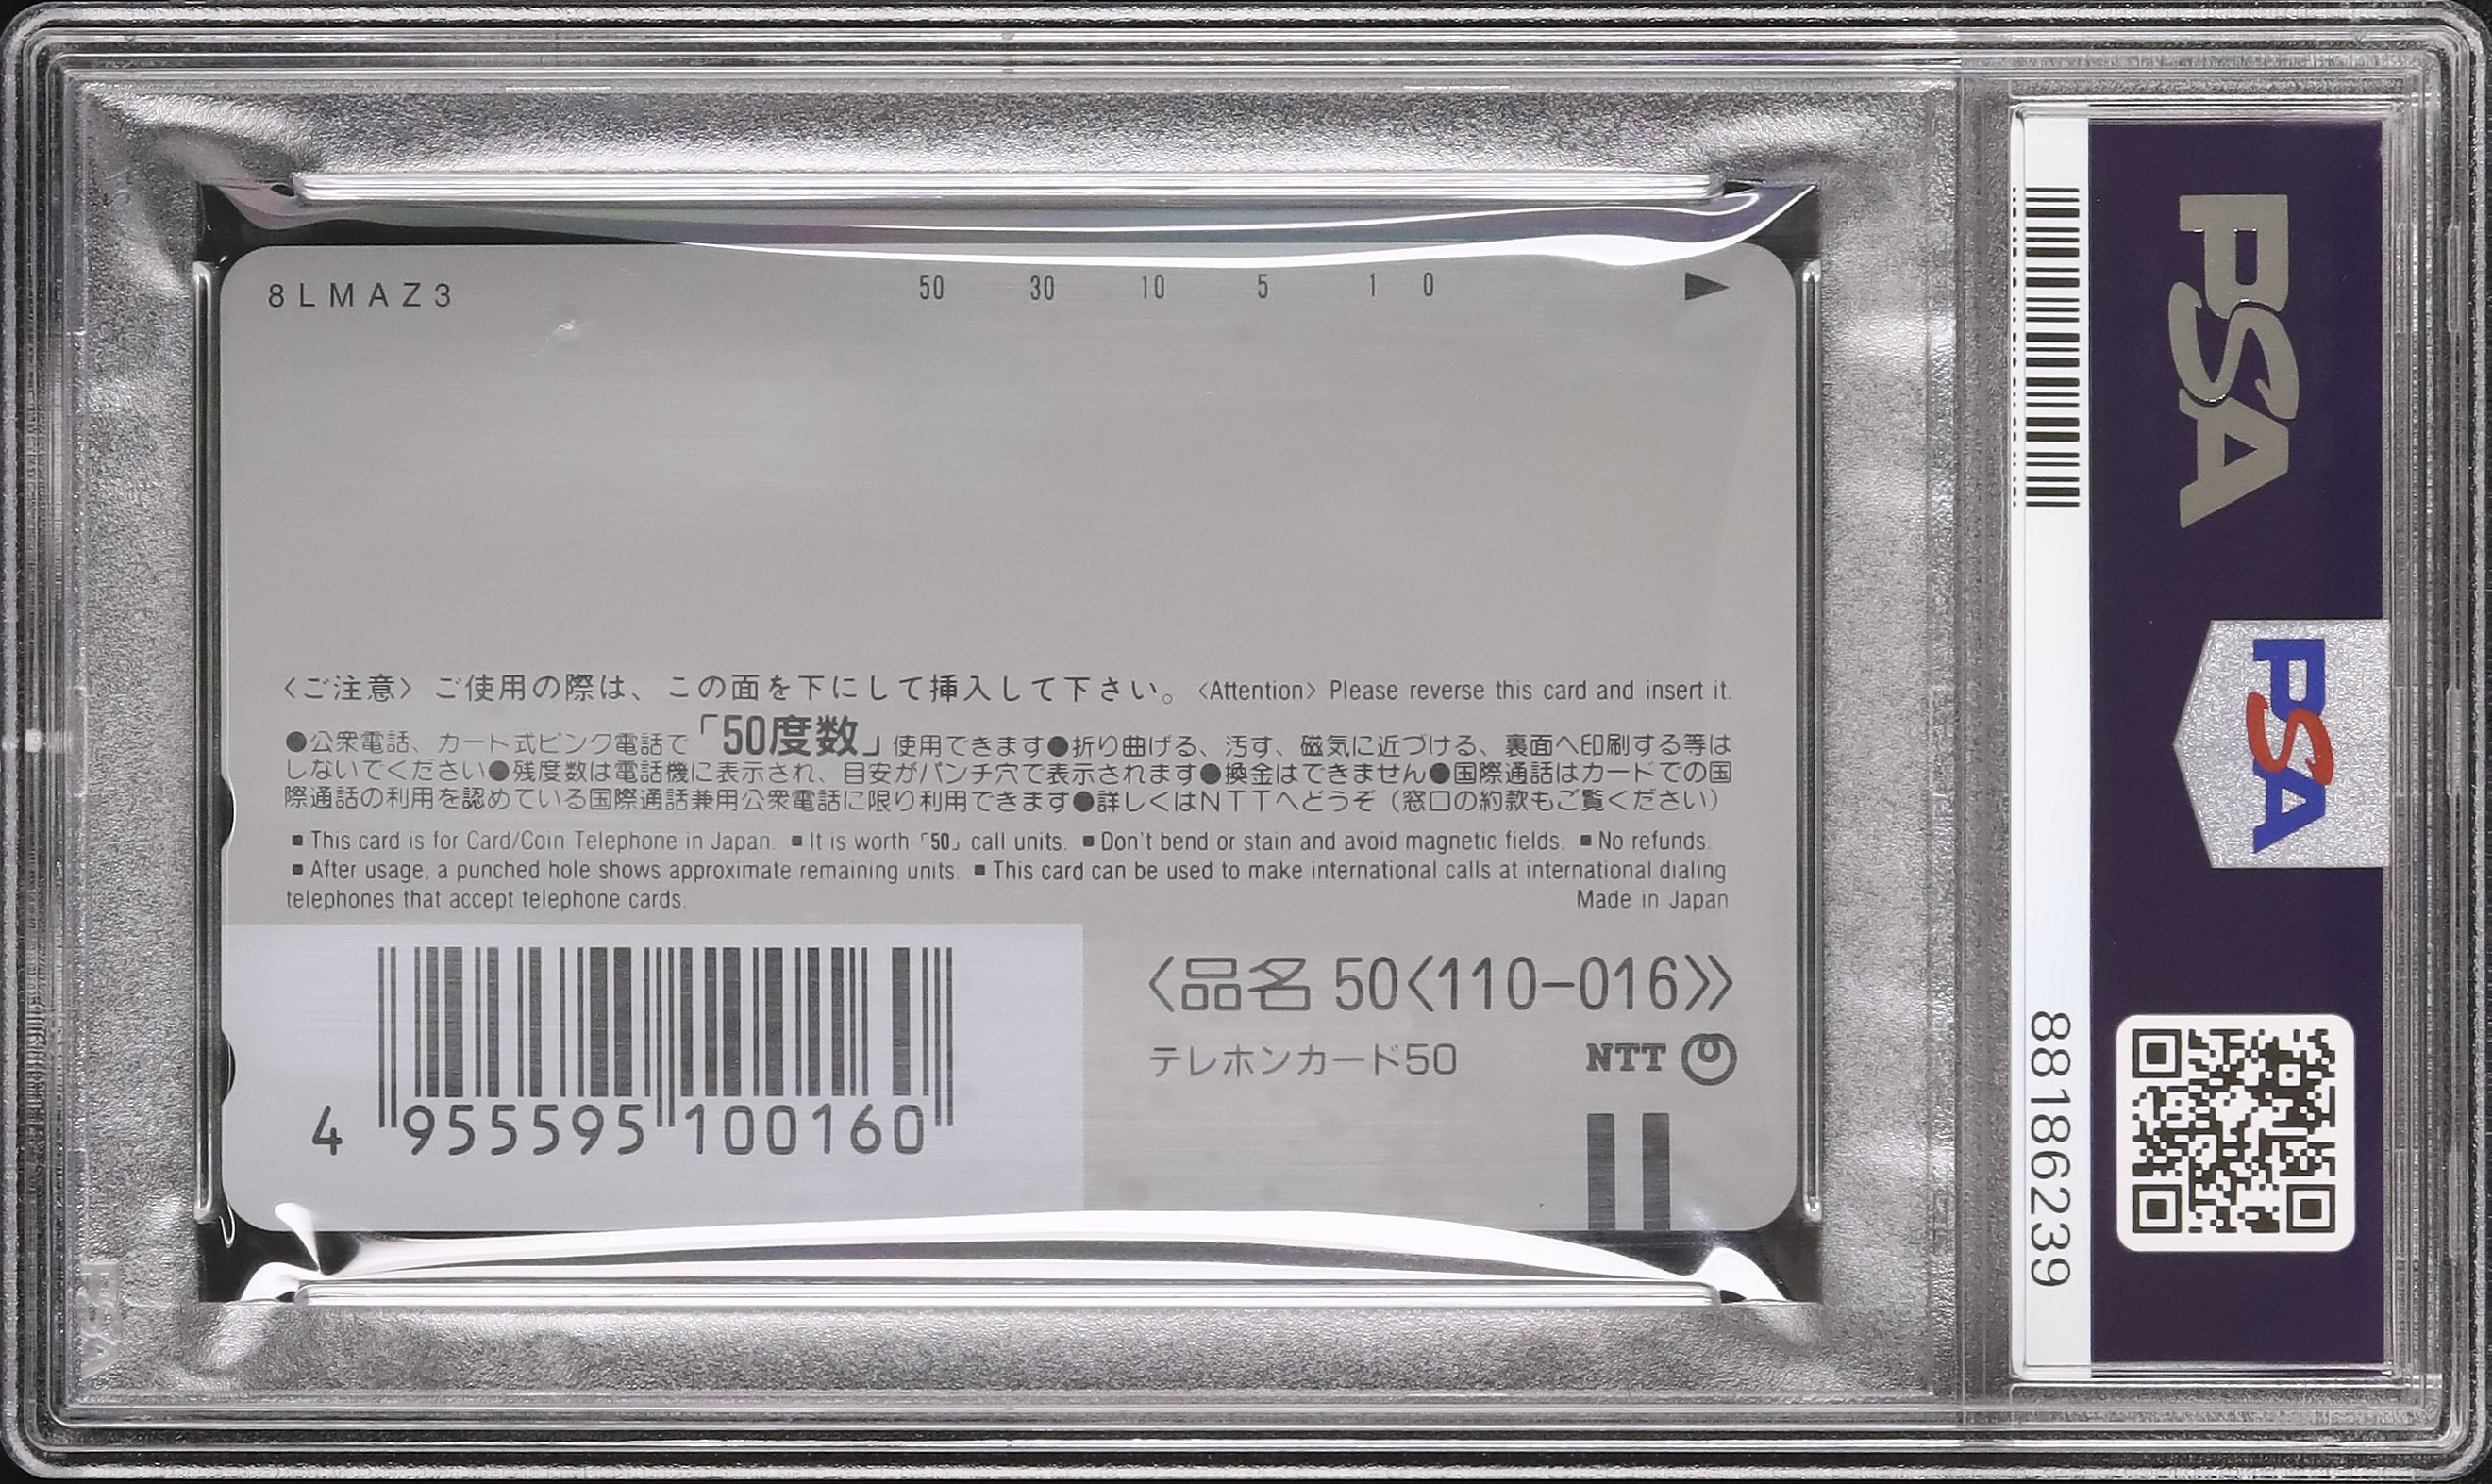 8LMAZ3
50 30 10 5 1 0
〈ご注意〉ご使用の際は、この面を下にして挿入して下さい。〈Attention〉Please reverse this card and insert it.
●公衆電話、カード式ピンク電話で「50度数」使用できます●折り曲げる、汚す、磁気に近づける、裏面へ印刷する等は
しないでください●残度数は電話機に表示され、目安がパンチ穴で表示されます●換金はできません●国際通話はカードでの国
際通話の利用を認めている国際通話兼用公衆電話に限り利用できます●詳しくはNTTへどうぞ（窓口の約款もご覧ください）
■This card is for Card/Coin Telephone in Japan. ■It is worth「50」call units. ■Don't bend or stain and avoid magnetic fields. ■No refunds.
■After usage, a punched hole shows approximate remaining units. ■This card can be used to make international calls at international dialing
telephones that accept telephone cards.
Made in Japan
4 955595 100160
〈品名 50〈110-016〉〉
テレホンカード50
NTT
PSA
PSA
88186239
PSA